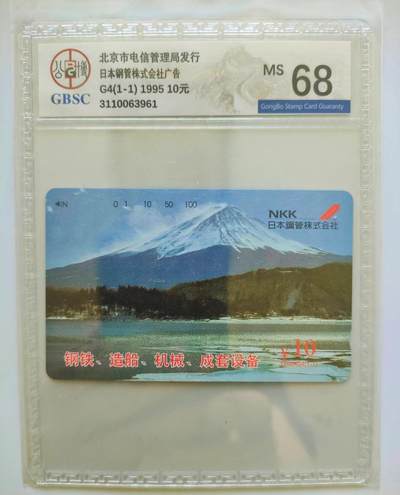 北京市电信管理局发行
日本钢管株式会社广告
G4(1-1) 1995 10元
3110063961
GBSC
MS 68
GongBo Stamp Card Guaranty
N 0 1 10 50 100
NKK
日本鋼管株式会社
钢铁、造船、机械、成套设备
¥10